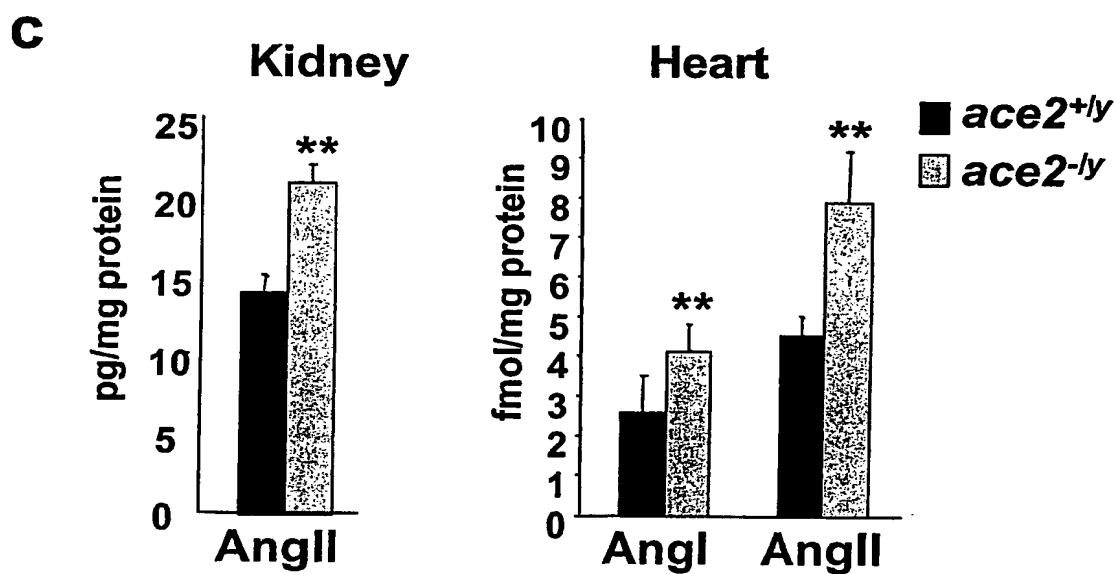 c
Kidney
Heart
ace2+/y
ace2-/y
pg/mg protein
25
20
15
10
5
0
**
AngII
fmol/mg protein
10
9
8
7
6
5
4
3
2
1
0
**
**
AngI
AngII